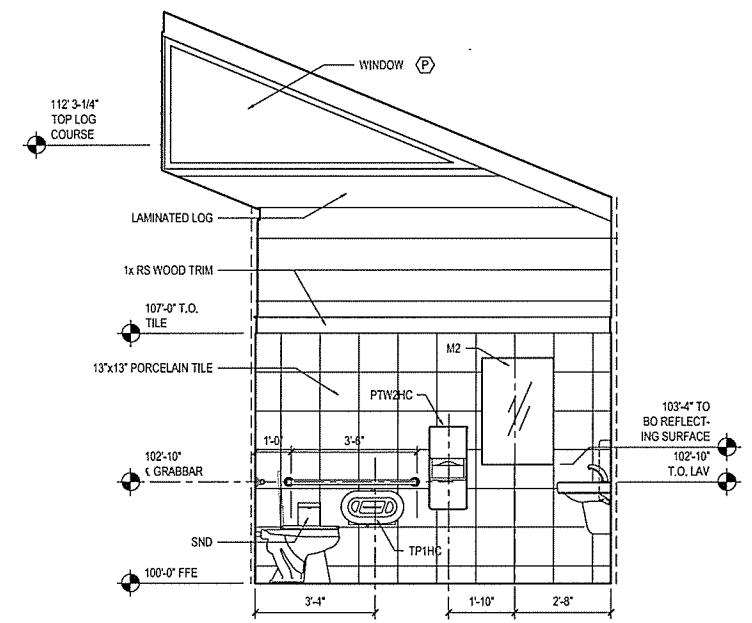 WINDOW P
112' 3-1/4"
TOP LOG
COURSE
LAMINATED LOG
1x RS WOOD TRIM
107'-0" T.O.
TILE
M2
13"x13" PORCELAIN TILE
PTW2HC
103'-4" TO
BO REFLECT-
ING SURFACE
1'-0" 3'-6"
102'-10"
GRABBAR
102'-10"
T.O. LAV
SND
TP1HC
100'-0" FFE
3'-4" 1'-10" 2'-8"